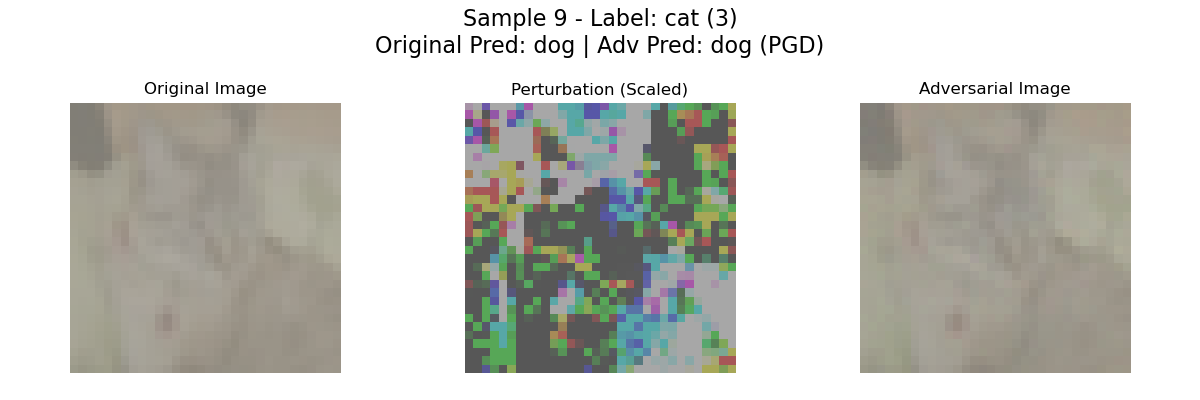 Sample 9 - Label: cat (3)
Original Pred: dog | Adv Pred: dog (PGD)
Original Image
Perturbation (Scaled)
Adversarial Image